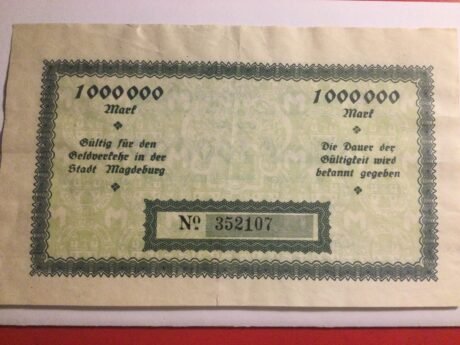 1000000
Mark
Gültig für den
Geldverkehr in der
Stadt Magdeburg
1000000
Mark
Die Dauer der
Gültigkeit wird
bekannt gegeben
No 352107